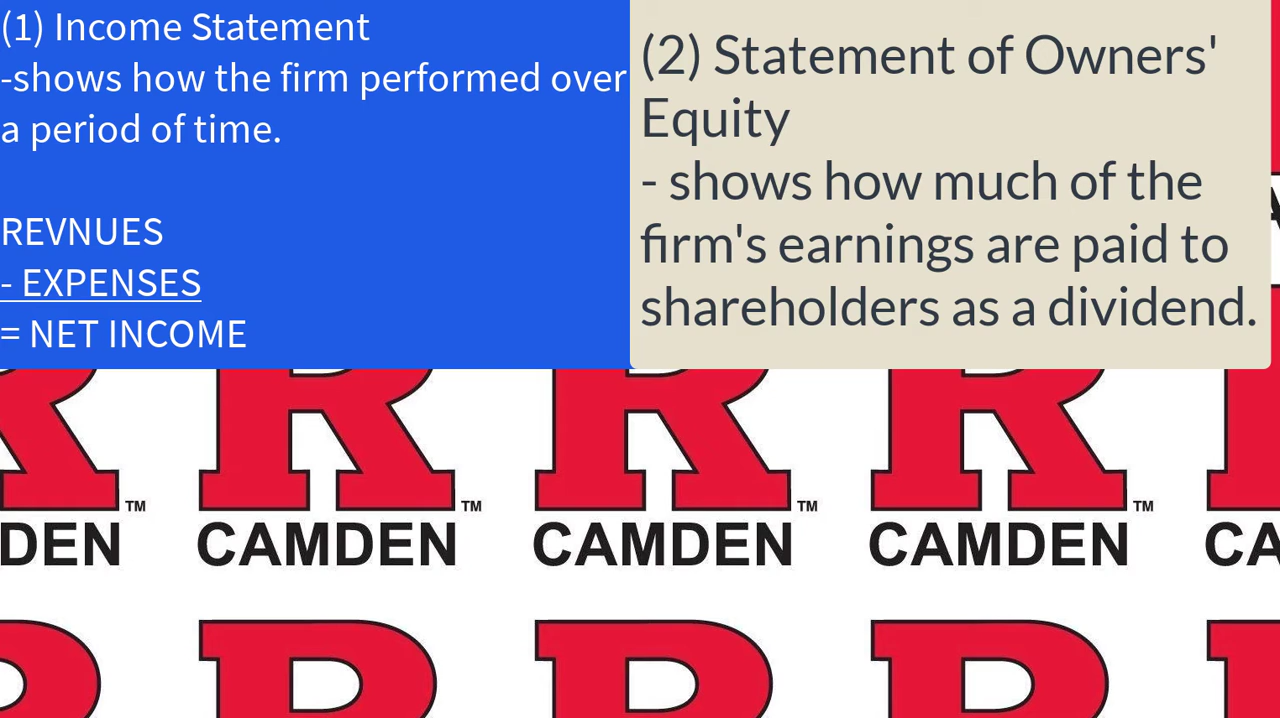 (1) Income Statement
-shows how the firm performed over
a period of time.
REVNUES
- EXPENSES
= NET INCOME
(2) Statement of Owners'
Equity
- shows how much of the
firm's earnings are paid to
shareholders as a dividend.
R R R R R
TM TM TM TM
DEN CAMDEN CAMDEN CAMDEN CA
R R R R R